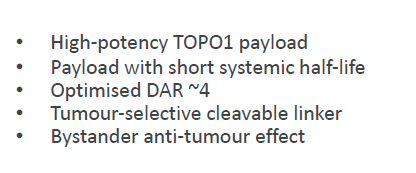 • High-potency TOPO1 payload
• Payload with short systemic half-life
• Optimised DAR ~4
• Tumour-selective cleavable linker
• Bystander anti-tumour effect